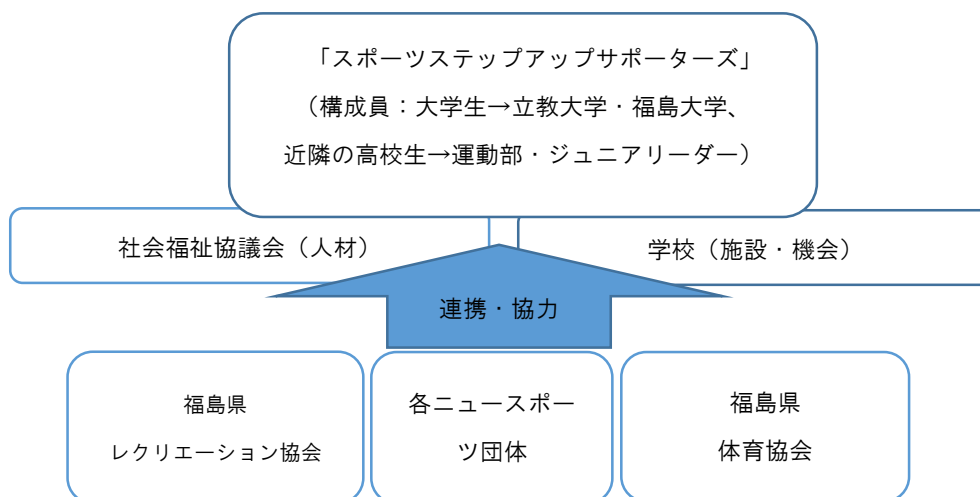 「スポーツステップアップサポーターズ」
（構成員：大学生→立教大学・福島大学、
近隣の高校生→運動部・ジュニアリーダー）
社会福祉協議会（人材）
学校（施設・機会）
連携・協力
福島県
レクリエーション協会
各ニュースポー
ツ団体
福島県
体育協会